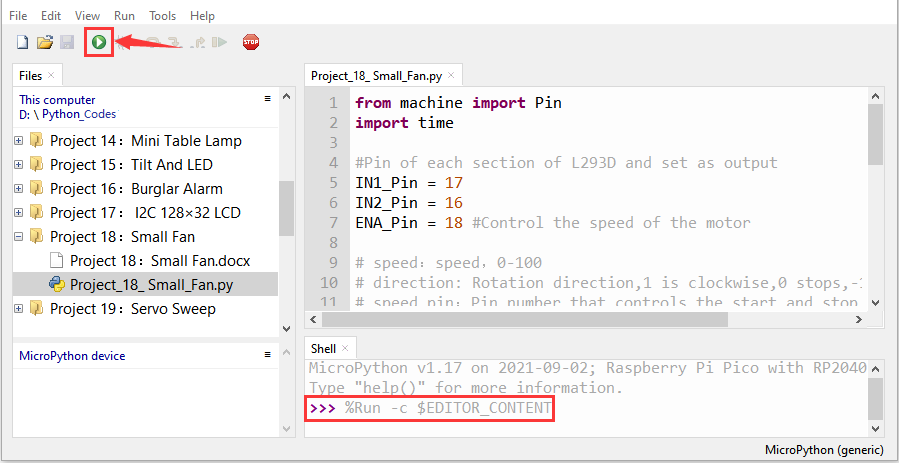 File Edit View Run Tools Help
STOP
Files ×
This computer
D: \ Python_Codes
Project 14：Mini Table Lamp
Project 15：Tilt And LED
Project 16：Burglar Alarm
Project 17： I2C 128×32 LCD
Project 18：Small Fan
Project 18：Small Fan.docx
Project_18_ Small_Fan.py
Project 19：Servo Sweep
MicroPython device
Project_18_ Small_Fan.py ×
1 from machine import Pin
2 import time
3
4 #Pin of each section of L293D and set as output
5 IN1_Pin = 17
6 IN2_Pin = 16
7 ENA_Pin = 18 #Control the speed of the motor
8
9 # speed：speed，0-100
10 # direction: Rotation direction,1 is clockwise,0 stops,-1
11 # speed_pin：Pin number that controls the start and stop
Shell ×
MicroPython v1.17 on 2021-09-02; Raspberry Pi Pico with RP2040
Type "help()" for more information.
>>> %Run -c $EDITOR_CONTENT
MicroPython (generic)